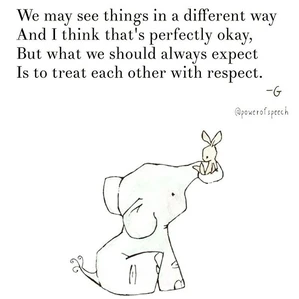 We may see things in a different way
And I think that's perfectly okay,
But what we should always expect
Is to treat each other with respect.
-G
@powerofspeech